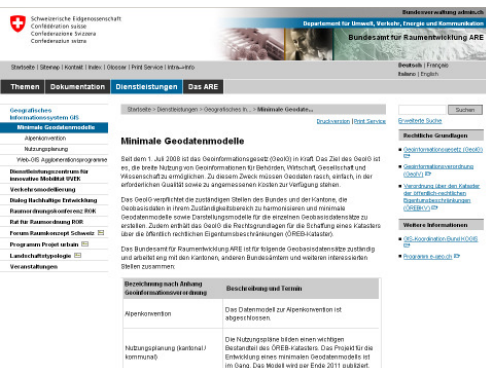 Bundesverwaltung admin.ch
Schweizerische Eidgenossenschaft
Confédération suisse
Confederazione Svizzera
Confederaziun svizra
Departement für Umwelt, Verkehr, Energie und Kommunikation
Bundesamt für Raumentwicklung ARE
Startseite | Sitemap | Kontakt | Index | Glossar | Print Service | Intra-Info
Deutsch | Français
Italiano | English
Themen Dokumentation Dienstleistungen Das ARE
Geografisches
Informationssystem GIS
Minimale Geodatenmodelle
Alpenkonvention
Nutzungsplanung
Web-GIS Agglomerationsprogramme
Dienstleistungszentrum für
innovative Mobilität UVEK
Verkehrsmodellierung
Dialog Nachhaltige Entwicklung
Raumordnungskonferenz ROK
Rat für Raumordnung ROR
Forum Raumkonzept Schweiz
Programm Projet urbain
Landschaftstypologie
Veranstaltungen
Startseite > Dienstleistungen > Geografisches In... > Minimale Geodate...
Druckversion | Print Service
Minimale Geodatenmodelle
Seit dem 1. Juli 2008 ist das Geoinformationsgesetz (GeoIG) in Kraft. Das Ziel des GeoIG ist
es, die breite Nutzung von Geoinformationen für Behörden, Wirtschaft, Gesellschaft und
Wissenschaft zu ermöglichen. Zu diesem Zweck müssen Geodaten rasch, einfach, in der
erforderlichen Qualität sowie zu angemessenen Kosten zur Verfügung stehen.
Das GeoIG verpflichtet die zuständigen Stellen des Bundes und der Kantone, die
Geobasisdaten in ihrem Zuständigkeitsbereich zu harmonisieren und minimale
Geodatenmodelle sowie Darstellungsmodelle für die einzelnen Geobasisdatensätze zu
erstellen. Zudem enthält das GeoIG die Rechtsgrundlagen für die Schaffung eines Katasters
über die öffentlich rechtlichen Eigentumsbeschränkungen (ÖREB-Kataster).
Das Bundesamt für Raumentwicklung ARE ist für folgende Geobasisdatensätze zuständig
und arbeitet eng mit den Kantonen, anderen Bundesämtern und weiteren interessierten
Stellen zusammen:
Bezeichnung nach Anhang
Geoinformationsverordnung
Beschreibung und Termin
Alpenkonvention
Das Datenmodell zur Alpenkonvention ist
abgeschlossen.
Nutzungsplanung (kantonal /
kommunal)
Die Nutzungspläne bilden einen wichtigen
Bestandteil des ÖREB-Katasters. Das Projekt für die
Entwicklung eines minimalen Geodatenmodells ist
im Gang. Das Modell wird per Ende 2011 publiziert.
Suchen
Erweiterte Suche
Rechtliche Grundlagen
Geoinformationsgesetz (GeoIG)
Geoinformationsverordnung
(GeoIV)
Verordnung über den Kataster
der öffentlich-rechtlichen
Eigentumsbeschränkungen
(ÖREBKV)
Weitere Informationen
GIS-Koordination Bund KOGIS
Programm e-geo.ch